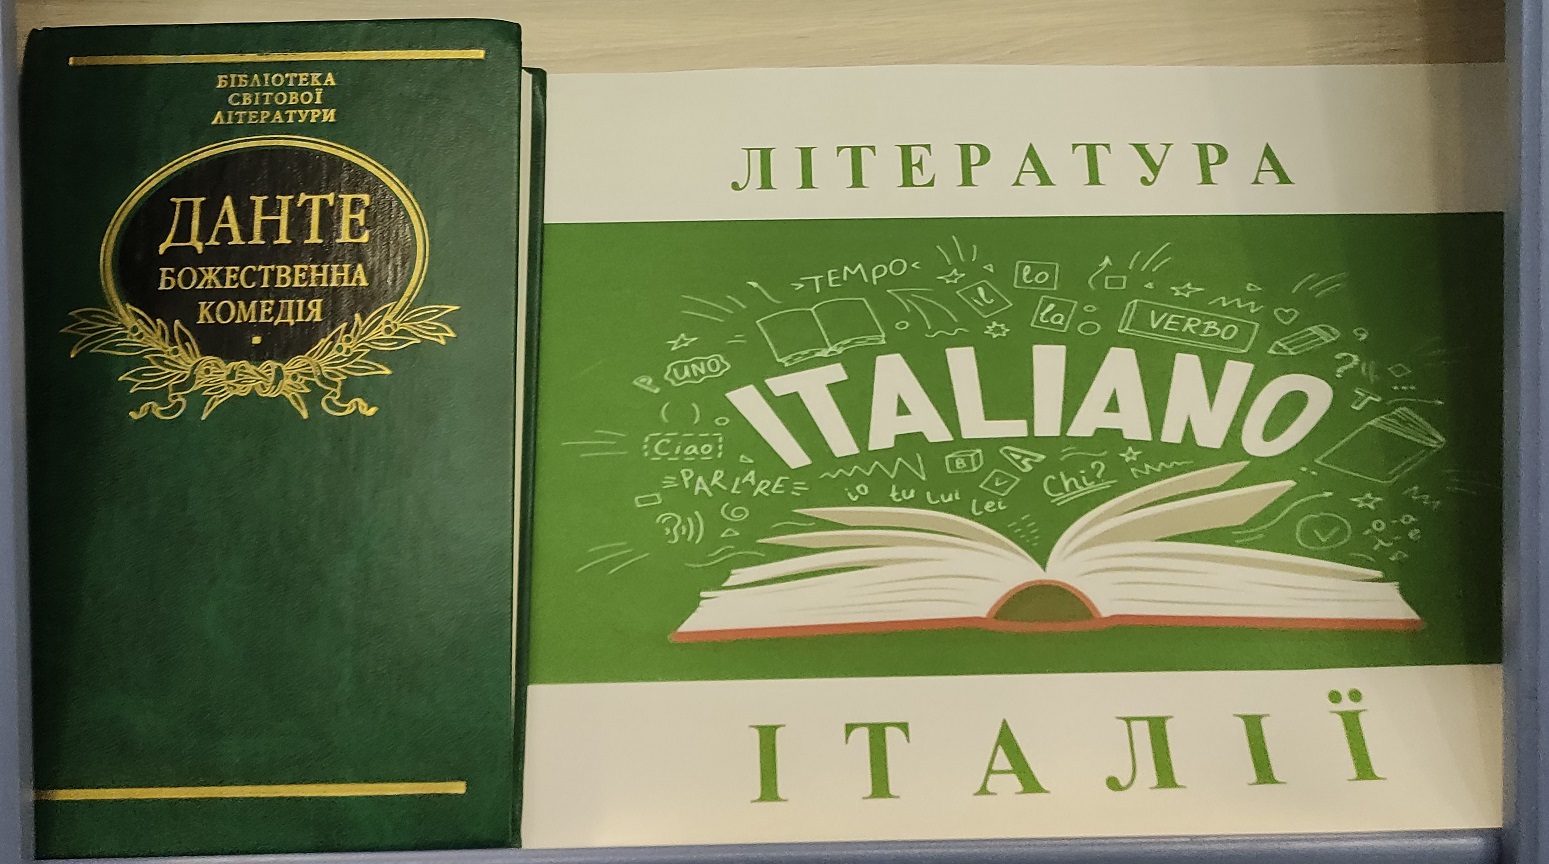 БІБЛІОТЕКА
СВІТОВОЇ
ЛІТЕРАТУРИ
ДАНТЕ
БОЖЕСТВЕННА
КОМЕДІЯ
ЛІТЕРАТУРА
TEMPO
lo
il
la
VERBO
UNO
ITALIANO
Ciao
PARLARE
B
A
io tu lui lei
Chi?
ІТАЛІЇ